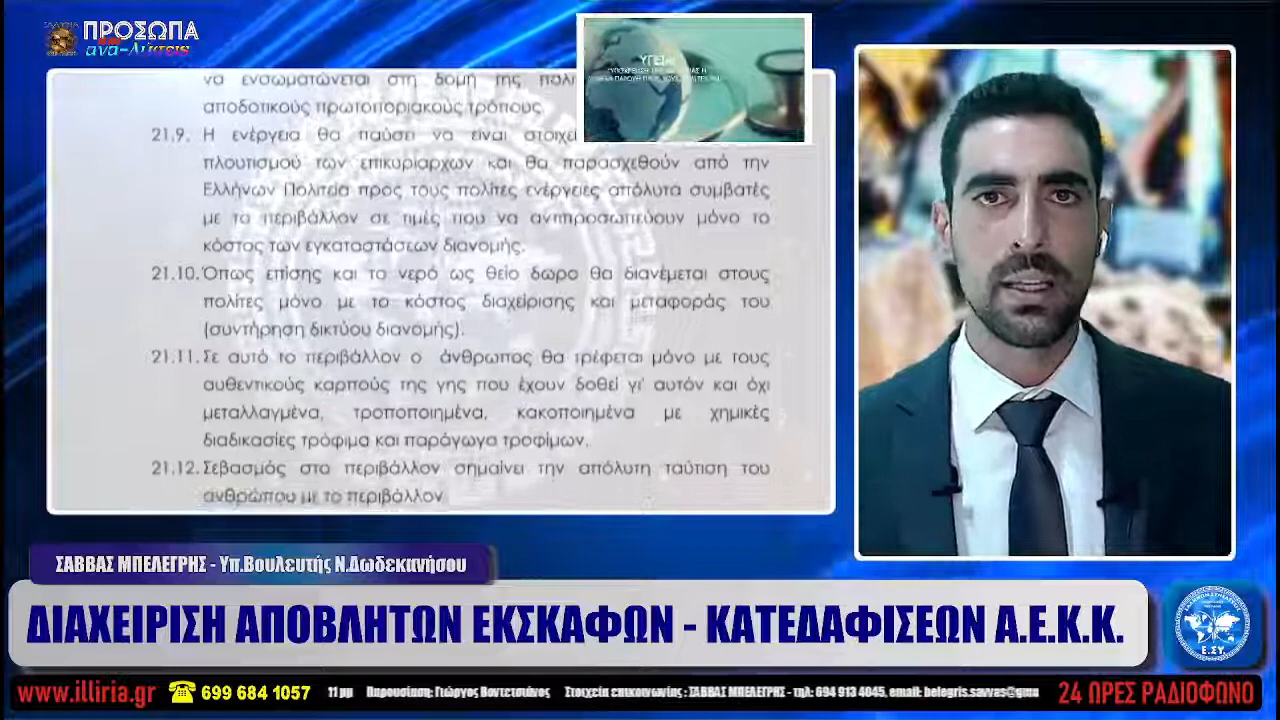 ΠΡΟΣΩΠΑ
και
ανα-λύσεις
να ενσωματώνεται στη δομή της πολι
αποδοτικούς πρωτοποριακούς τρόπους.
21.9. Η ενέργεια θα παύσει να είναι στοιχεί
πλουτισμού των επικυρίαρχων και θα παρασχεθούν από την
Ελλήνων Πολιτεία προς τους πολίτες ενέργειες απόλυτα συμβατές
με το περιβάλλον σε τιμές που να αντιπροσωπεύουν μόνο το
κόστος των εγκαταστάσεων διανομής.
21.10. Όπως επίσης και το νερό ως θείο δώρο θα διανέμεται στους
πολίτες μόνο με το κόστος διαχείρισης και μεταφοράς του
(συντήρηση δικτύου διανομής).
21.11. Σε αυτό το περιβάλλον ο άνθρωπος θα τρέφεται μόνο με τους
αυθεντικούς καρπούς της γης που έχουν δοθεί γι' αυτόν και όχι
μεταλλαγμένα, τροποποιημένα, κακοποιημένα με χημικές
διαδικασίες τρόφιμα και παράγωγα τροφίμων.
21.12. Σεβασμός στο περιβάλλον σημαίνει την απόλυτη ταύτιση του
ανθρώπου με το περιβάλλον
ΥΓΕΙΑ:
ΣΑΒΒΑΣ ΜΠΕΛΕΓΡΗΣ - Υπ.Βουλευτής Ν.Δωδεκανήσου
ΔΙΑΧΕΙΡΙΣΗ ΑΠΟΒΛΗΤΩΝ ΕΚΣΚΑΦΩΝ - ΚΑΤΕΔΑΦΙΣΕΩΝ Α.Ε.Κ.Κ.
Ε.ΣΥ.
www.illiria.gr 699 684 1057 11 μμ Παρουσίαση: Γιώργος Βοντετσιάνος Στοιχεία επικοινωνίας : ΣΑΒΒΑΣ ΜΠΕΛΕΓΡΗΣ - τηλ: 694 913 4045, email: belegris.savvas@gma 24 ΩΡΕΣ ΡΑΔΙΟΦΩΝΟ